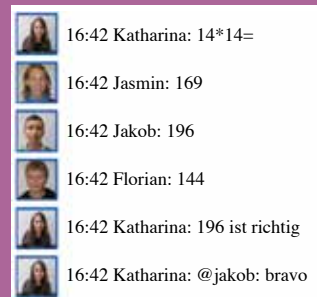 16:42 Katharina: 14*14=
16:42 Jasmin: 169
16:42 Jakob: 196
16:42 Florian: 144
16:42 Katharina: 196 ist richtig
16:42 Katharina: @jakob: bravo